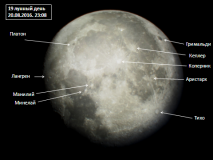 19 лунный день
20.08.2016, 23:08
Платон
Гримальди
Кеплер
Коперник
Лангрен
Аристарх
Манилий
Менелай
Тихо